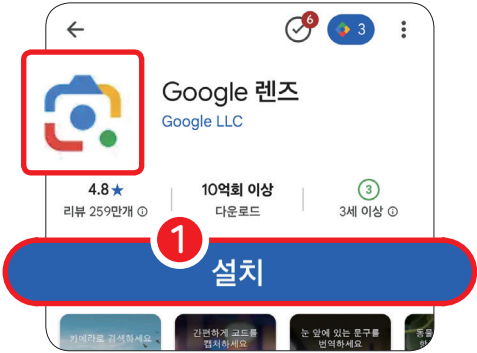 6
3
Google 렌즈
Google LLC
4.8★
10억회 이상
3
리뷰 259만개 ⓘ
다운로드
3세 이상 ⓘ
1
설치
카메라로 검색하세요
간편하게 코드를
캡처하세요
눈 앞에 있는 문구를
번역하세요